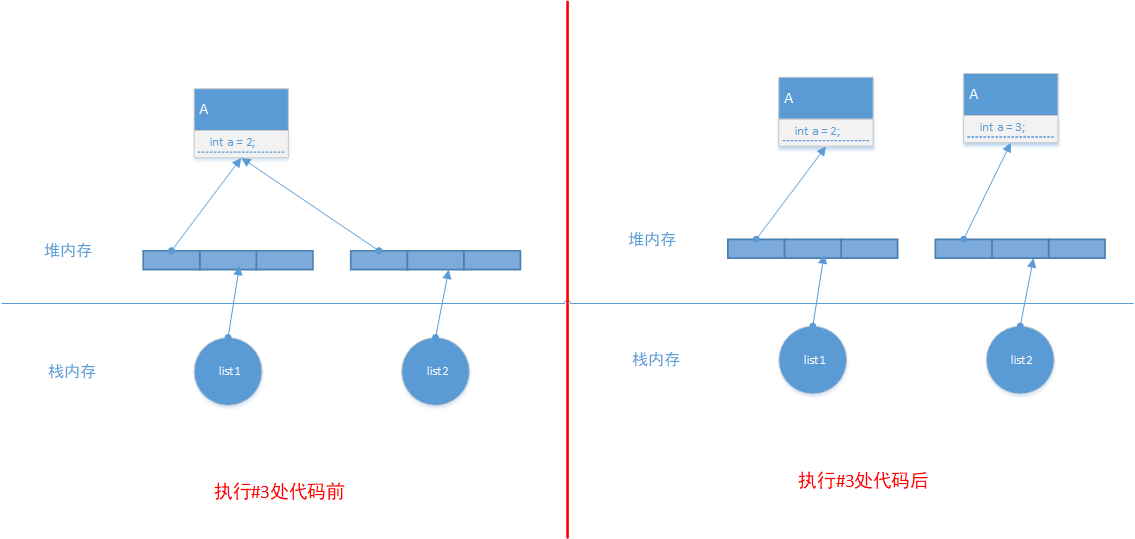 A
int a = 2;
堆内存
栈内存
list1
list2
执行#3处代码前
A
int a = 2;
A
int a = 3;
堆内存
栈内存
list1
list2
执行#3处代码后